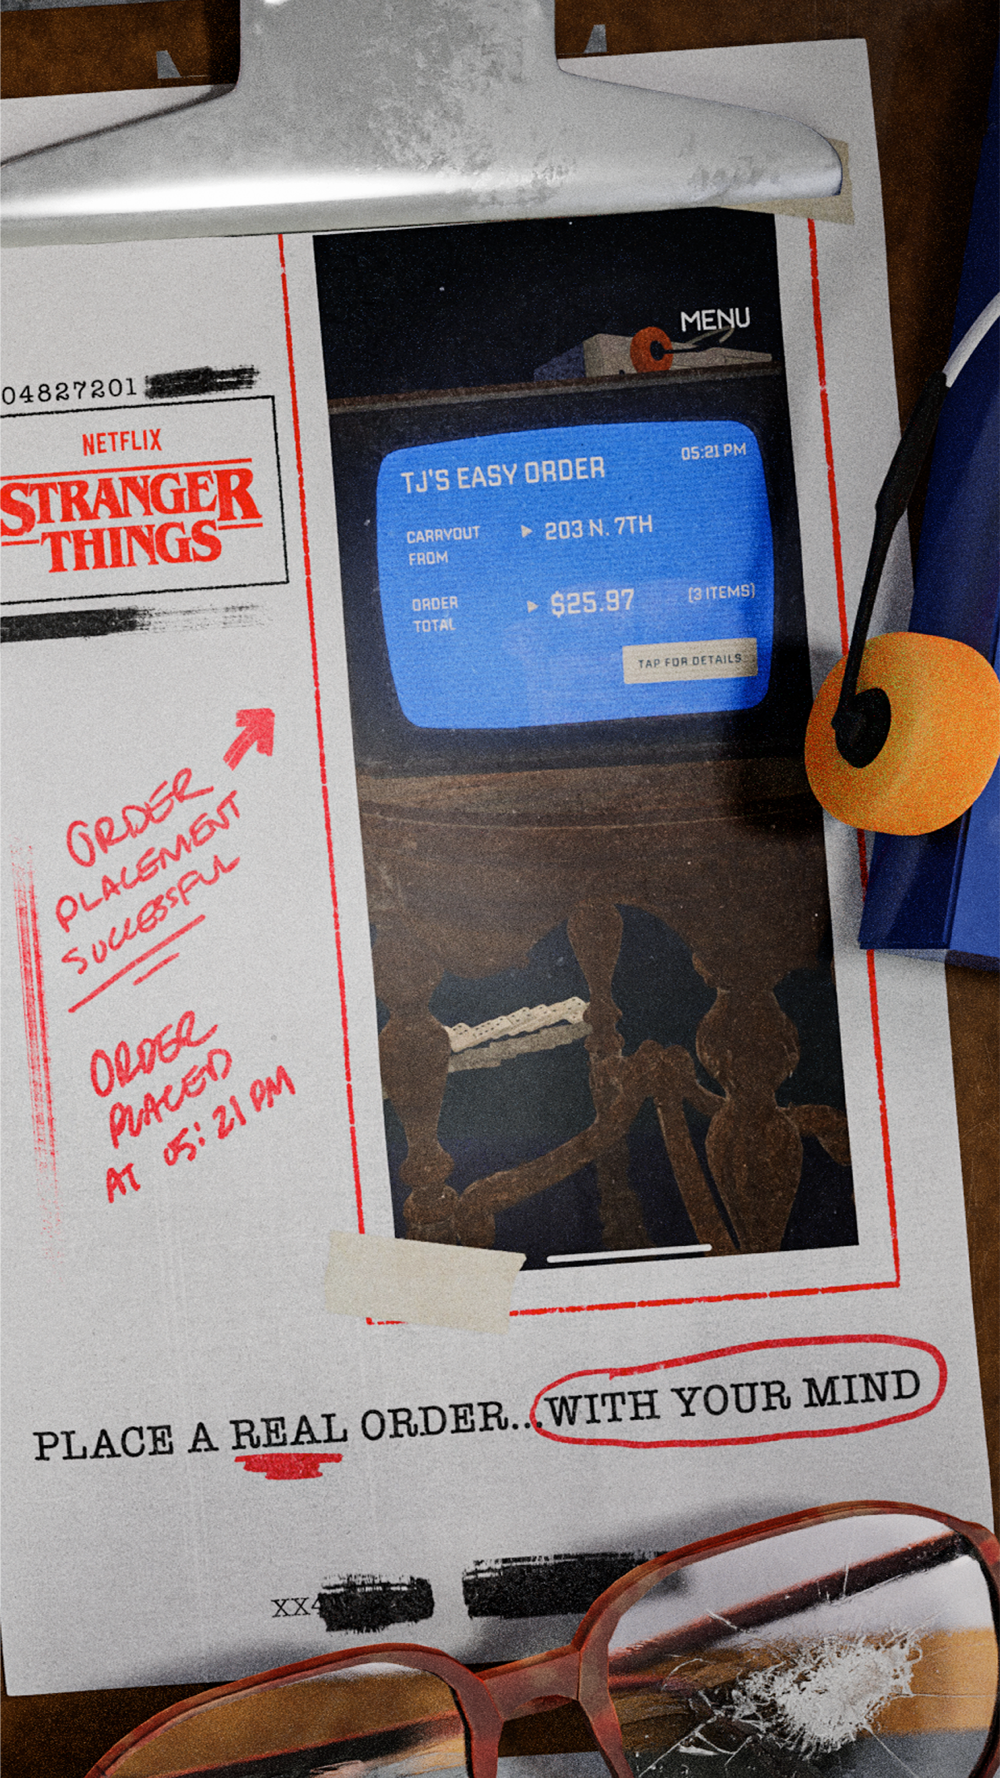 04827201
NETFLIX
STRANGER
THINGS
MENU
TJ'S EASY ORDER
05:21 PM
CARRYOUT
FROM
▶ 203 N. 7TH
ORDER
TOTAL
▶ $25.97
(3 ITEMS)
TAP FOR DETAILS
ORDER
PLACEMENT
SUCCESSFUL
ORDER
PLACED
AT 05:21 PM
PLACE A REAL ORDER...WITH YOUR MIND
XX4